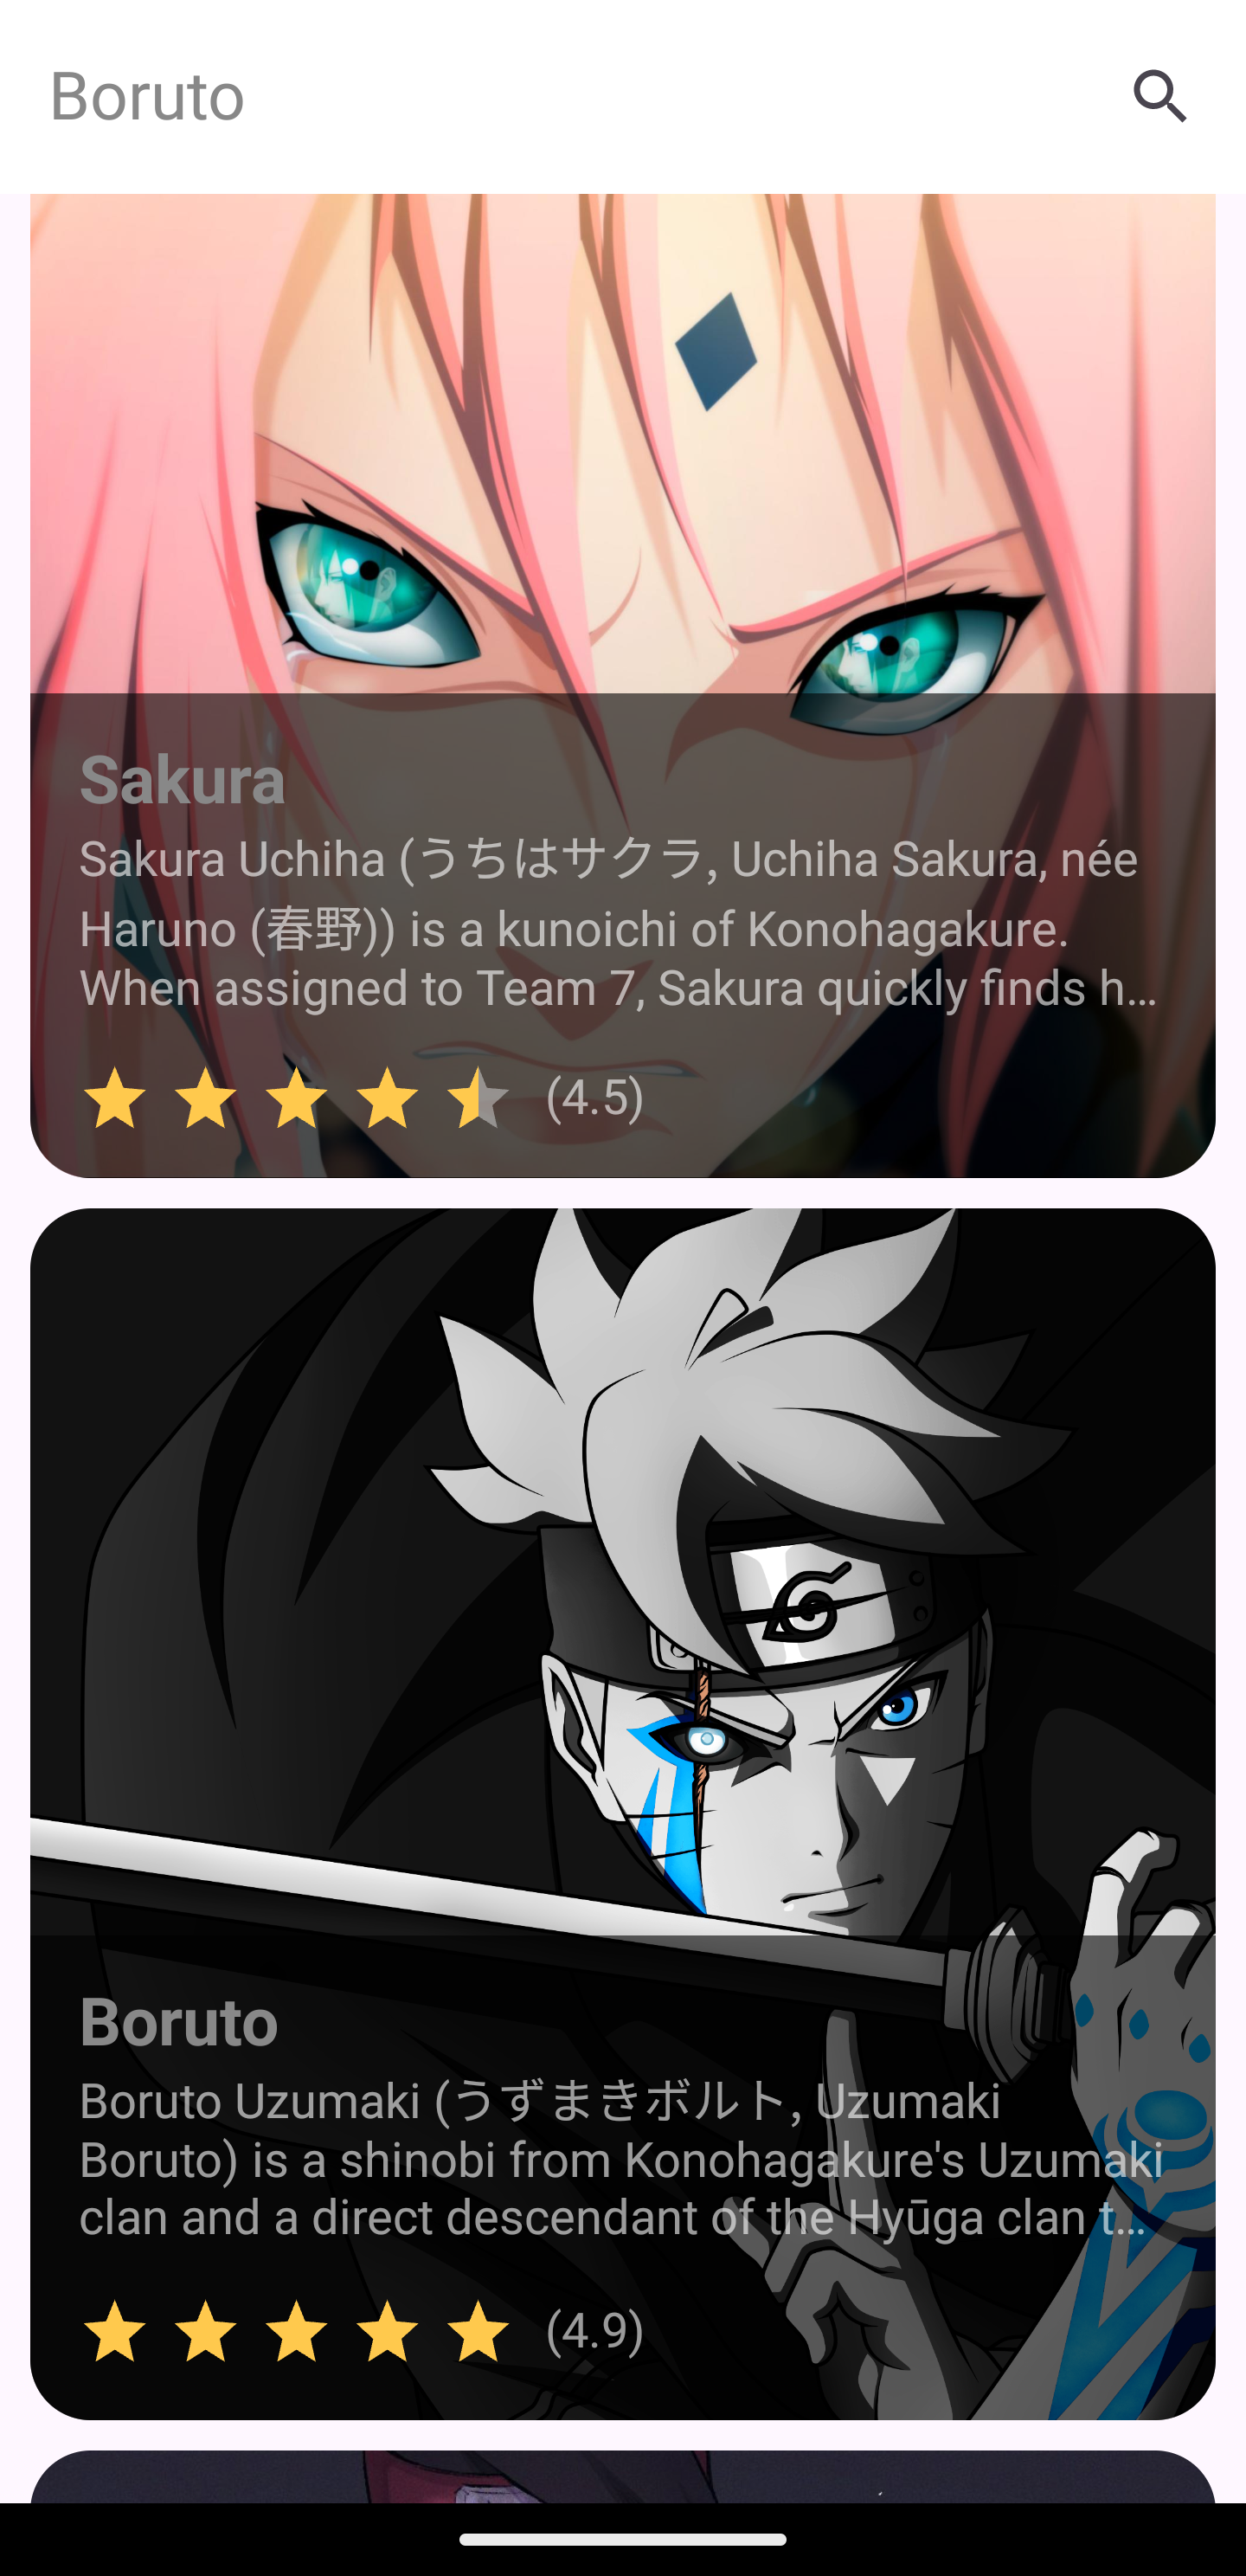 Boruto
Sakura
Sakura Uchiha (うちはサクラ, Uchiha Sakura, née
Haruno (春野)) is a kunoichi of Konohagakure.
When assigned to Team 7, Sakura quickly finds h…
(4.5)
Boruto
Boruto Uzumaki (うずまきボルト, Uzumaki
Boruto) is a shinobi from Konohagakure's Uzumaki
clan and a direct descendant of the Hyūga clan t…
(4.9)